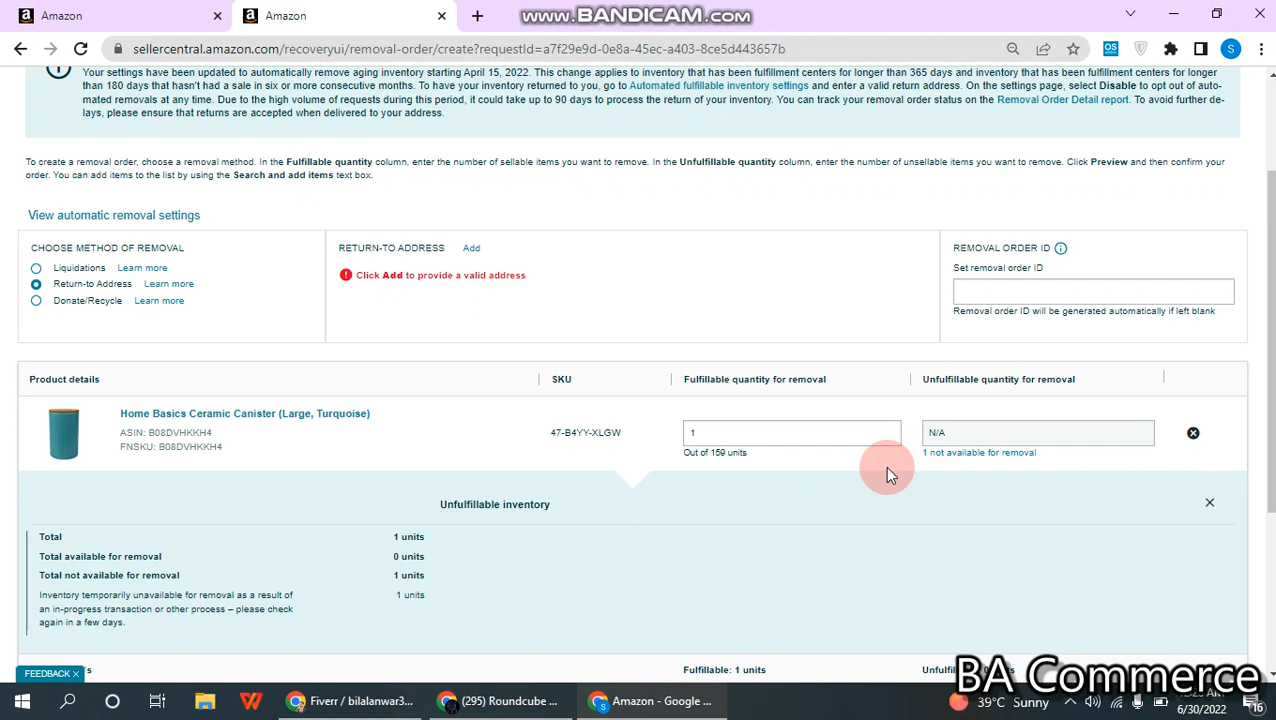 Amazon
Amazon
www.BANDICAM.com
sellercentral.amazon.com/recoveryui/removal-order/create?requestId=a7f29e9d-0e8a-45ec-a403-8ce5d443657b
Your settings have been updated to automatically remove aging inventory starting April 15, 2022. This change applies to inventory that has been fulfillment centers for longer than 365 days and inventory that has been fulfillment centers for longer
than 180 days that hasn't had a sale in six or more consecutive months. To have your inventory returned to you, go to Automated fulfillable inventory settings and enter a valid return address. On the settings page, select Disable to opt out of auto-
mated removals at any time. Due to the high volume of requests during this period, it could take up to 90 days to process the return of your inventory. You can track your removal order status on the Removal Order Detail report. To avoid further de-
lays, please ensure that returns are accepted when delivered to your address.
To create a removal order, choose a removal method. In the Fulfillable quantity column, enter the number of sellable items you want to remove. In the Unfulfillable quantity column, enter the number of unsellable items you want to remove. Click Preview and then confirm your
order. You can add items to the list by using the Search and add items text box.
View automatic removal settings
CHOOSE METHOD OF REMOVAL
Liquidations Learn more
Return-to Address Learn more
Donate/Recycle Learn more
RETURN-TO ADDRESS Add
Click Add to provide a valid address
REMOVAL ORDER ID
Set removal order ID
Removal order ID will be generated automatically if left blank
Product details SKU Fulfillable quantity for removal Unfulfillable quantity for removal
Home Basics Ceramic Canister (Large, Turquoise)
ASIN: B08DVHKKH4
FNSKU: B08DVHKKH4
47-B4YY-XLGW
1
Out of 159 units
N/A
1 not available for removal
Unfulfillable inventory
Total 1 units
Total available for removal 0 units
Total not available for removal 1 units
Inventory temporarily unavailable for removal as a result of 1 units
an in-progress transaction or other process – please check
again in a few days.
FEEDBACK
Fulfillable: 1 units
BA Commerce
Fiverr / bilalanwar3...
(295) Roundcube ...
Amazon - Google ...
39°C Sunny
6/30/2022
16